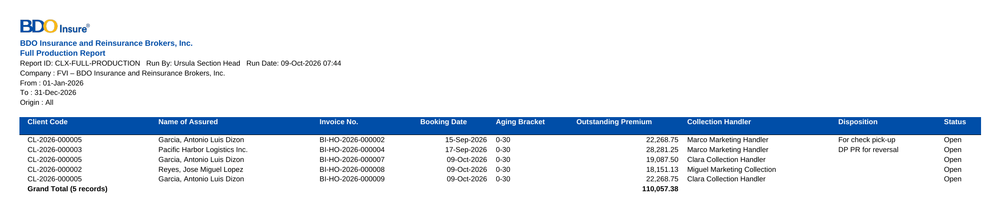 BDO Insure®
BDO Insurance and Reinsurance Brokers, Inc.
Full Production Report
Report ID: CLX-FULL-PRODUCTION   Run By: Ursula Section Head   Run Date: 09-Oct-2026 07:44
Company : FVI – BDO Insurance and Reinsurance Brokers, Inc.
From : 01-Jan-2026
To : 31-Dec-2026
Origin : All
Client Code Name of Assured Invoice No. Booking Date Aging Bracket Outstanding Premium Collection Handler Disposition Status
CL-2026-000005 Garcia, Antonio Luis Dizon BI-HO-2026-000002 15-Sep-2026 0-30 22,268.75 Marco Marketing Handler For check pick-up Open
CL-2026-000003 Pacific Harbor Logistics Inc. BI-HO-2026-000004 17-Sep-2026 0-30 28,281.25 Marco Marketing Handler DP PR for reversal Open
CL-2026-000005 Garcia, Antonio Luis Dizon BI-HO-2026-000007 09-Oct-2026 0-30 19,087.50 Clara Collection Handler Open
CL-2026-000002 Reyes, Jose Miguel Lopez BI-HO-2026-000008 09-Oct-2026 0-30 18,151.13 Miguel Marketing Collection Open
CL-2026-000005 Garcia, Antonio Luis Dizon BI-HO-2026-000009 09-Oct-2026 0-30 22,268.75 Clara Collection Handler Open
Grand Total (5 records) 110,057.38